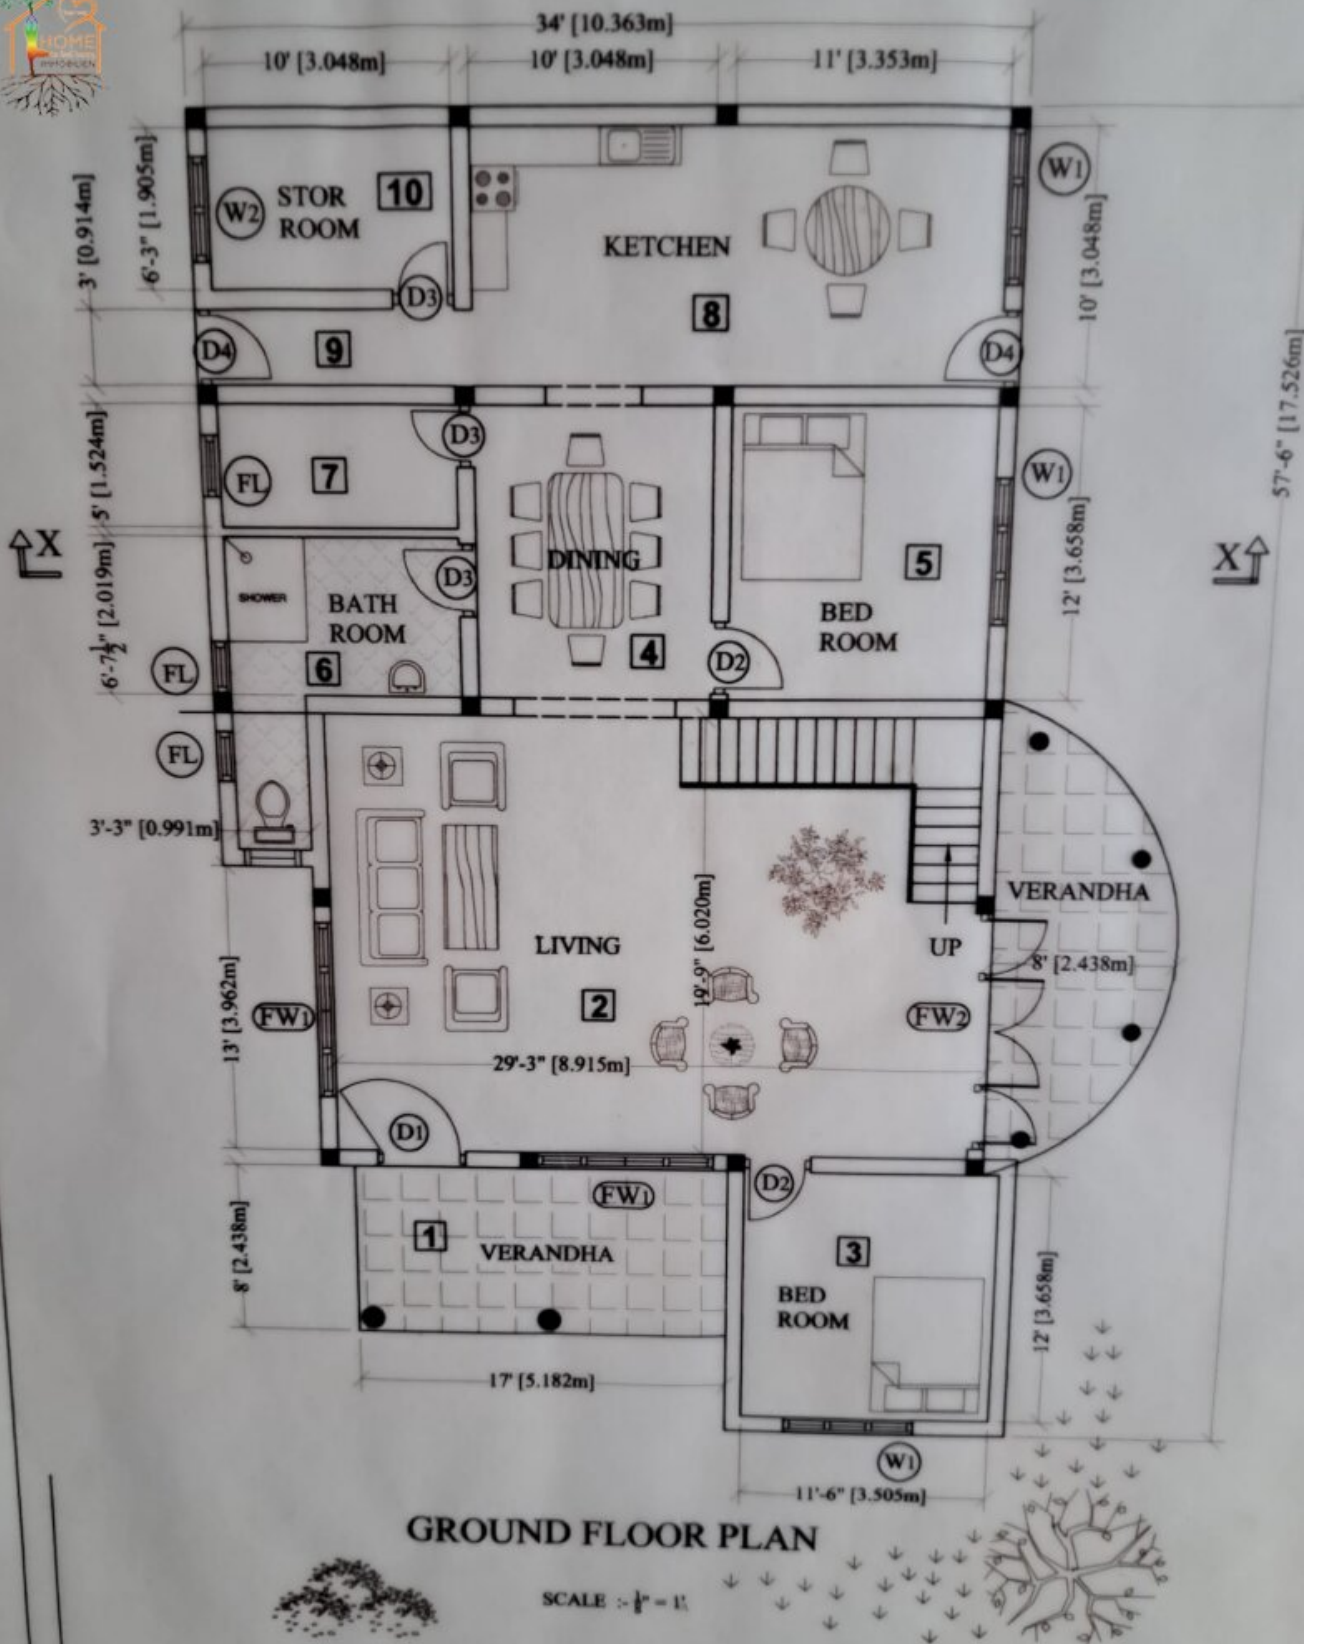 HOME
IMMOBILIEN
34' [10.363m]
10' [3.048m]
10' [3.048m]
11' [3.353m]
3' [0.914m]
6'-3" [1.905m]
W2
STOR
ROOM
10
D3
KETCHEN
8
W1
10' [3.048m]
D4
9
D4
57'-6" [17.526m]
5' [1.524m]
FL
7
D3
DINING
4
5
BED
ROOM
D2
W1
12' [3.658m]
X
X
6'-7½" [2.019m]
SHOWER
BATH
ROOM
D3
6
FL
FL
3'-3" [0.991m]
VERANDHA
8' [2.438m]
UP
LIVING
2
19'-9" [6.020m]
29'-3" [8.915m]
13' [3.962m]
FW1
FW2
D1
FW1
D2
1
VERANDHA
8' [2.438m]
17' [5.182m]
3
BED
ROOM
12' [3.658m]
W1
11'-6" [3.505m]
GROUND FLOOR PLAN
SCALE :- ⅛" = 1'.